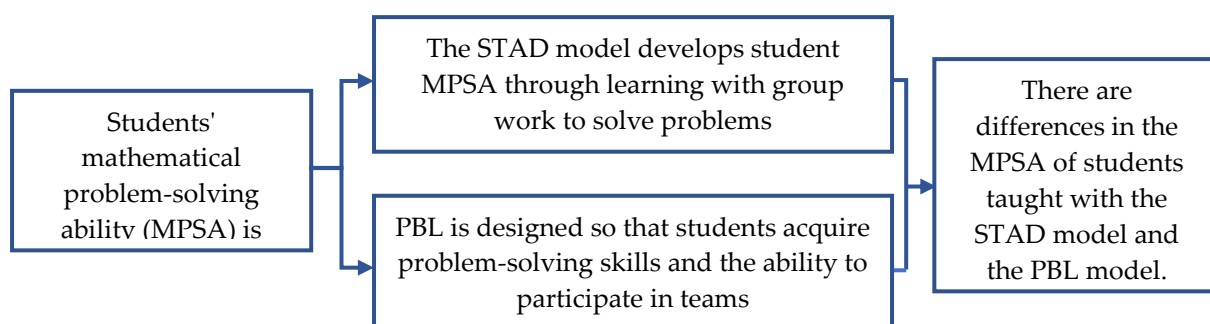 Students'
mathematical
problem-solving
ability (MPSA) is
The STAD model develops student
MPSA through learning with group
work to solve problems
PBL is designed so that students acquire
problem-solving skills and the ability to
participate in teams
There are
differences in the
MPSA of students
taught with the
STAD model and
the PBL model.